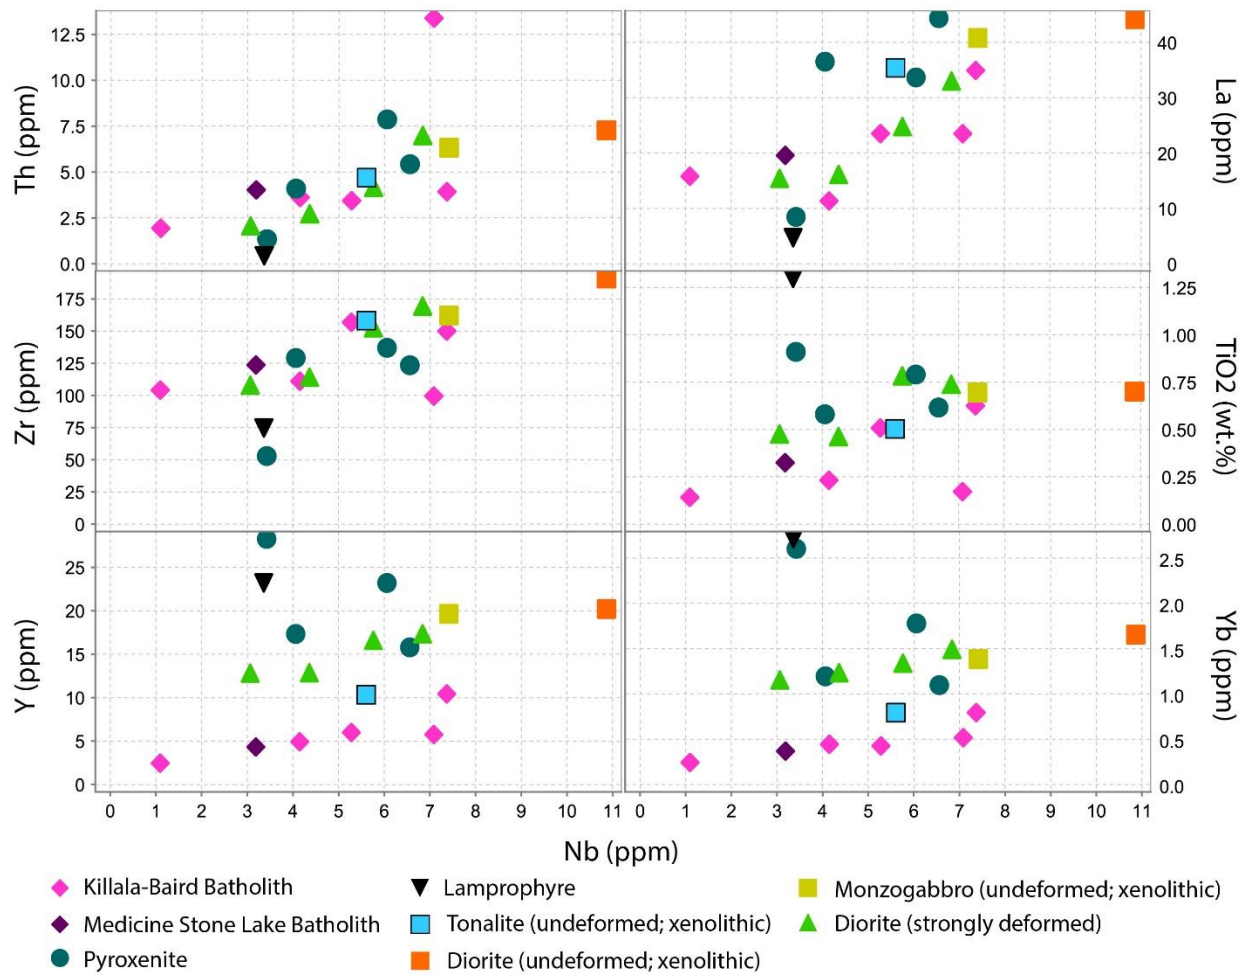 Th (ppm)
12.5
10.0
7.5
5.0
2.5
0.0
La (ppm)
40
30
20
10
0
Zr (ppm)
175
150
125
100
75
50
25
0
TiO2 (wt.%)
1.25
1.00
0.75
0.50
0.25
0.00
Y (ppm)
25
20
15
10
5
0
Yb (ppm)
2.5
2.0
1.5
1.0
0.5
0.0
0 1 2 3 4 5 6 7 8 9 10 11
0 1 2 3 4 5 6 7 8 9 10 11
Nb (ppm)
Killala-Baird Batholith
Medicine Stone Lake Batholith
Pyroxenite
Lamprophyre
Tonalite (undeformed; xenolithic)
Diorite (undeformed; xenolithic)
Monzogabbro (undeformed; xenolithic)
Diorite (strongly deformed)